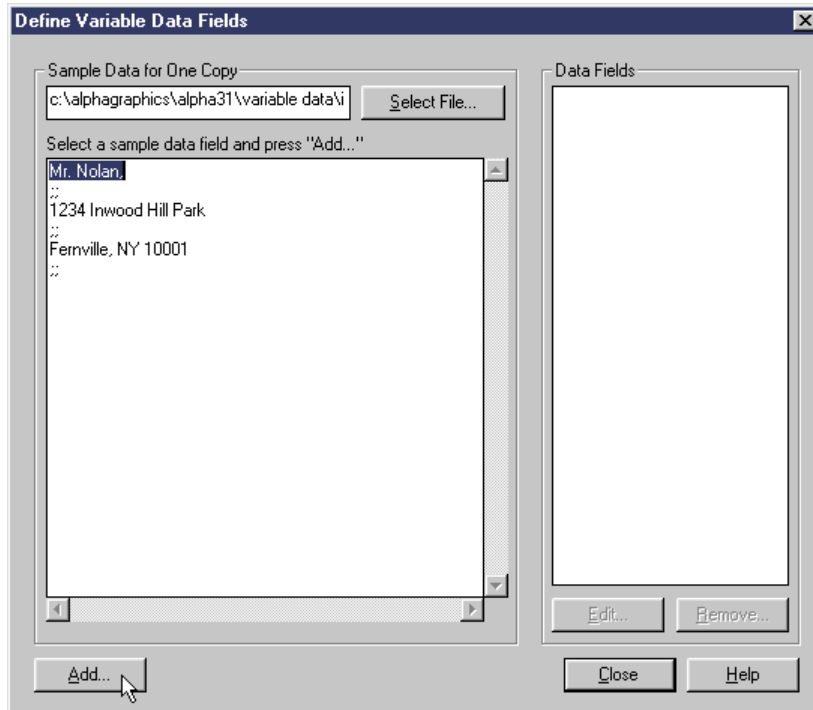 Define Variable Data Fields
Sample Data for One Copy
c:\alphagraphics\alpha31\variable data\i
Select File...
Select a sample data field and press "Add..."
Mr. Nolan,
;;
1234 Inwood Hill Park
;;
Fernville, NY 10001
;;
Data Fields
Edit...
Remove...
Add...
Close
Help